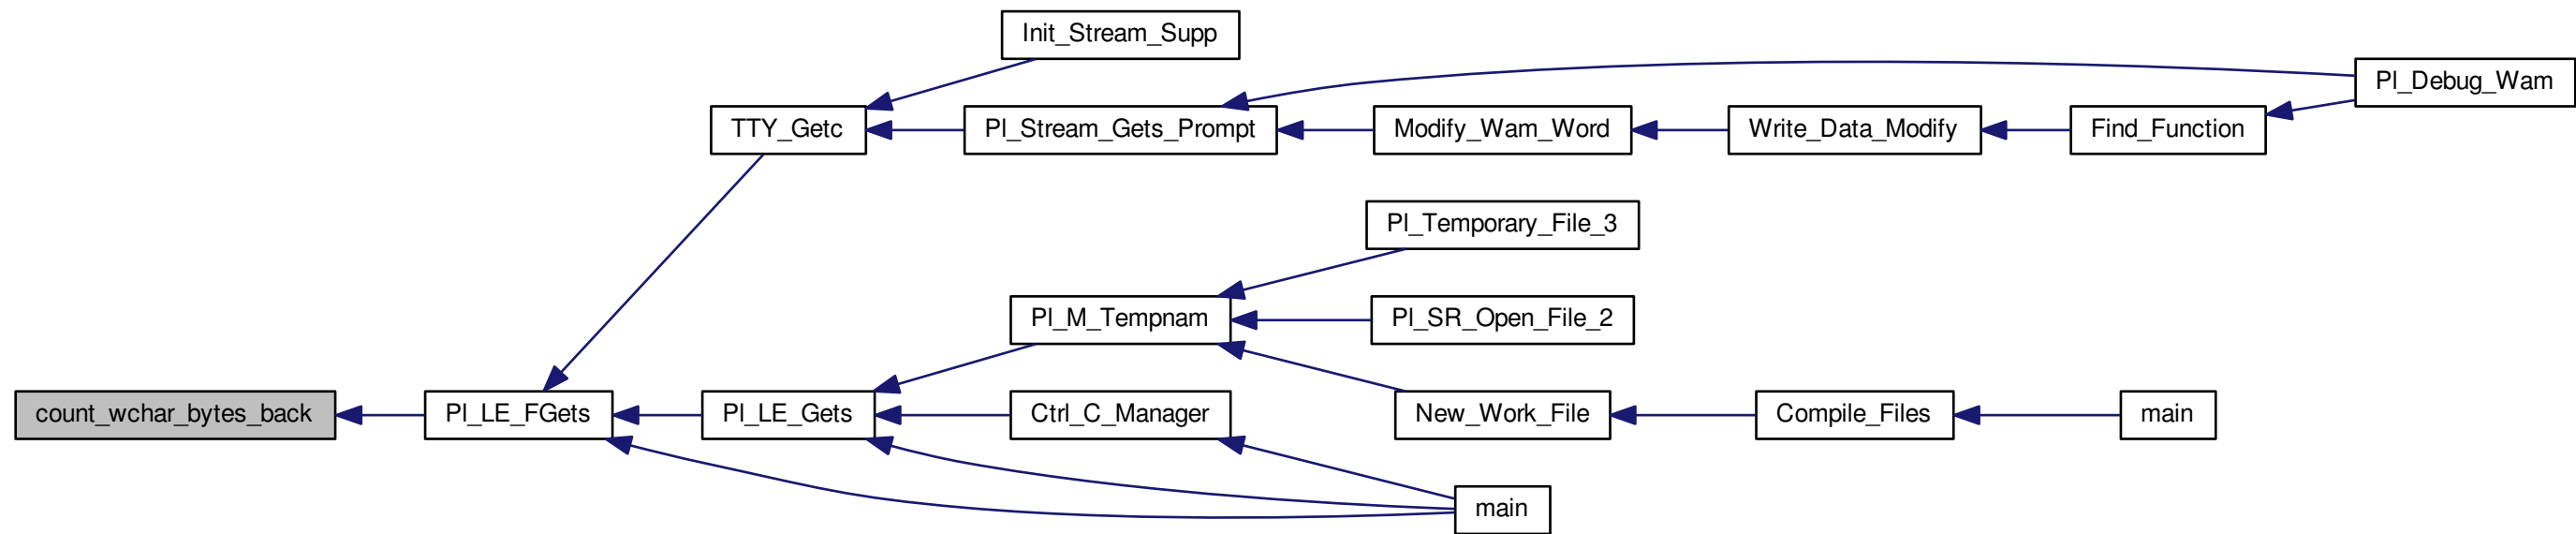 Init_Stream_Supp
Pl_Debug_Wam
TTY_Getc
Pl_Stream_Gets_Prompt
Modify_Wam_Word
Write_Data_Modify
Find_Function
Pl_Temporary_File_3
Pl_M_Tempnam
Pl_SR_Open_File_2
count_wchar_bytes_back
Pl_LE_FGets
Pl_LE_Gets
Ctrl_C_Manager
New_Work_File
Compile_Files
main
main